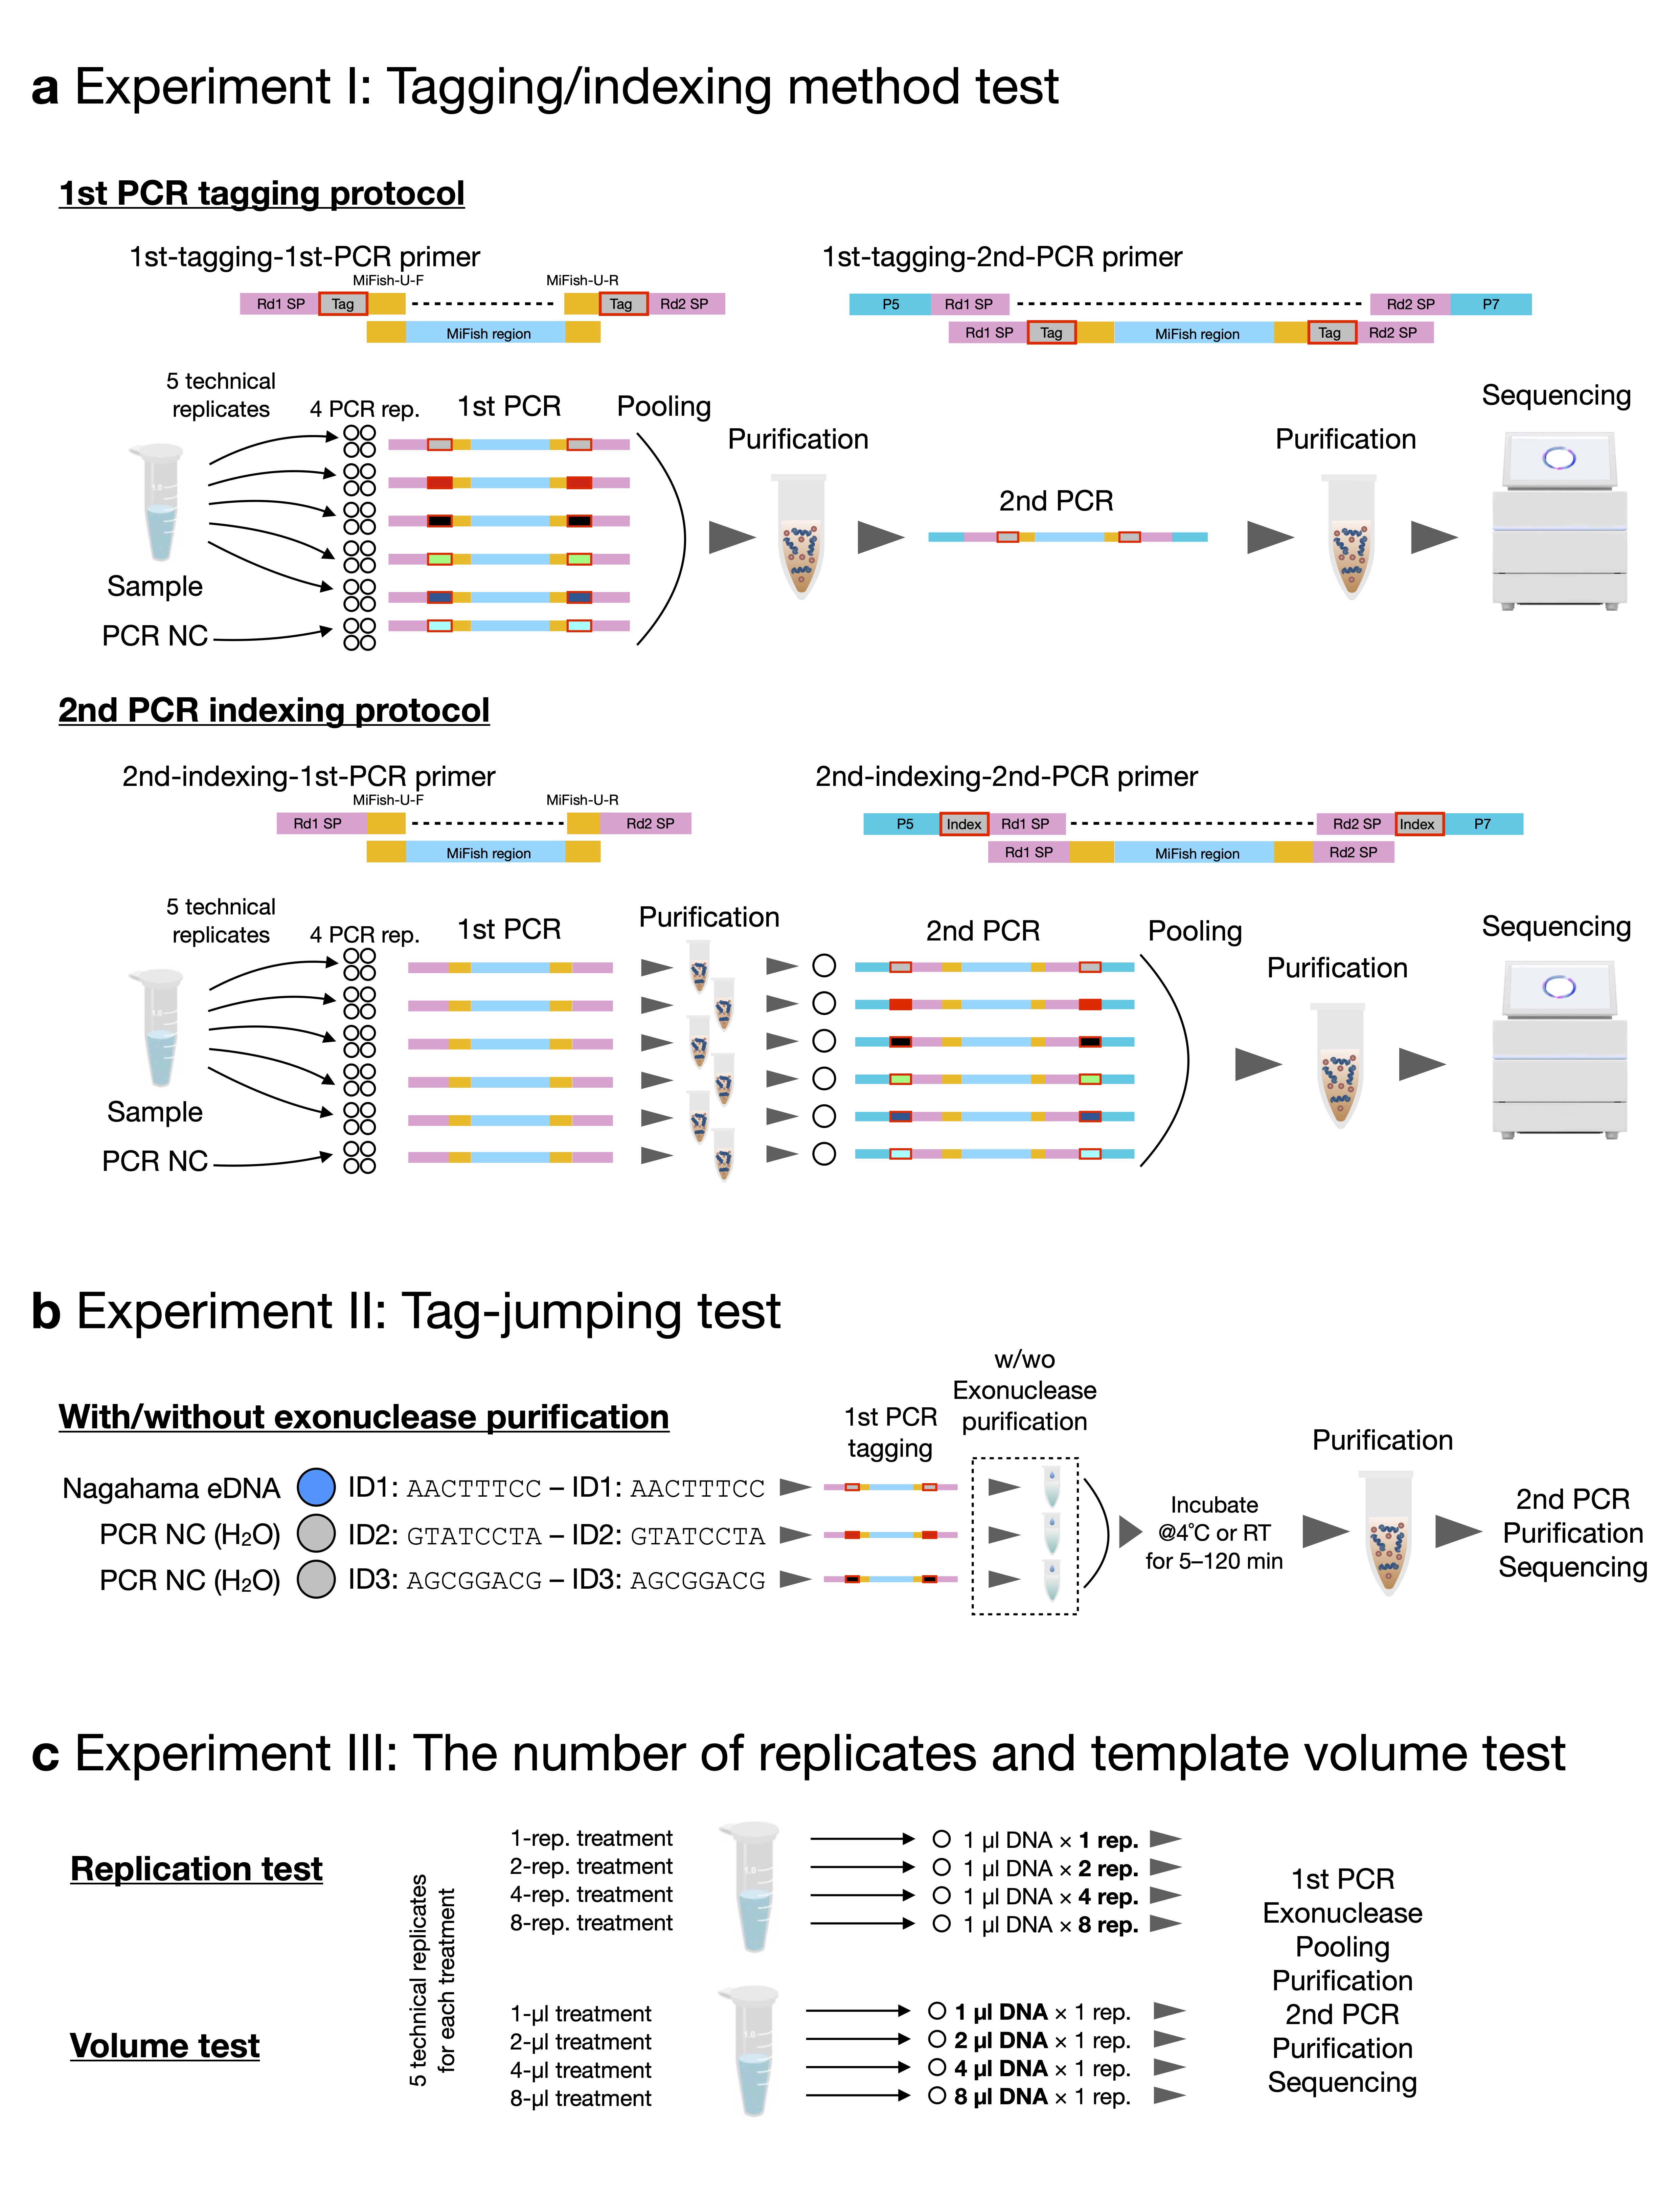 a Experiment I: Tagging/indexing method test
1st PCR tagging protocol
1st-tagging-1st-PCR primer
MiFish-U-F
MiFish-U-R
Rd1 SP
Tag
Tag
Rd2 SP
MiFish region
1st-tagging-2nd-PCR primer
P5
Rd1 SP
Rd2 SP
P7
Rd1 SP
Tag
MiFish region
Tag
Rd2 SP
5 technical
replicates
4 PCR rep.
1st PCR
Pooling
Purification
2nd PCR
Purification
Sequencing
1.0
Sample
PCR NC
2nd PCR indexing protocol
2nd-indexing-1st-PCR primer
MiFish-U-F
MiFish-U-R
Rd1 SP
Rd2 SP
MiFish region
2nd-indexing-2nd-PCR primer
P5
Index
Rd1 SP
Rd2 SP
Index
P7
Rd1 SP
MiFish region
Rd2 SP
5 technical
replicates
4 PCR rep.
1st PCR
Purification
2nd PCR
Pooling
Purification
Sequencing
1.0
Sample
PCR NC
b Experiment II: Tag-jumping test
With/without exonuclease purification
1st PCR
tagging
w/wo
Exonuclease
purification
Nagahama eDNA
ID1: AACTTTCC – ID1: AACTTTCC
PCR NC (H₂O)
ID2: GTATCCTA – ID2: GTATCCTA
PCR NC (H₂O)
ID3: AGCGGACG – ID3: AGCGGACG
Incubate
@4˚C or RT
for 5–120 min
Purification
2nd PCR
Purification
Sequencing
c Experiment III: The number of replicates and template volume test
Replication test
5 technical replicates
for each treatment
1-rep. treatment
2-rep. treatment
4-rep. treatment
8-rep. treatment
1.0
1 µl DNA × 1 rep.
1 µl DNA × 2 rep.
1 µl DNA × 4 rep.
1 µl DNA × 8 rep.
Volume test
1-µl treatment
2-µl treatment
4-µl treatment
8-µl treatment
1.0
1 µl DNA × 1 rep.
2 µl DNA × 1 rep.
4 µl DNA × 1 rep.
8 µl DNA × 1 rep.
1st PCR
Exonuclease
Pooling
Purification
2nd PCR
Purification
Sequencing